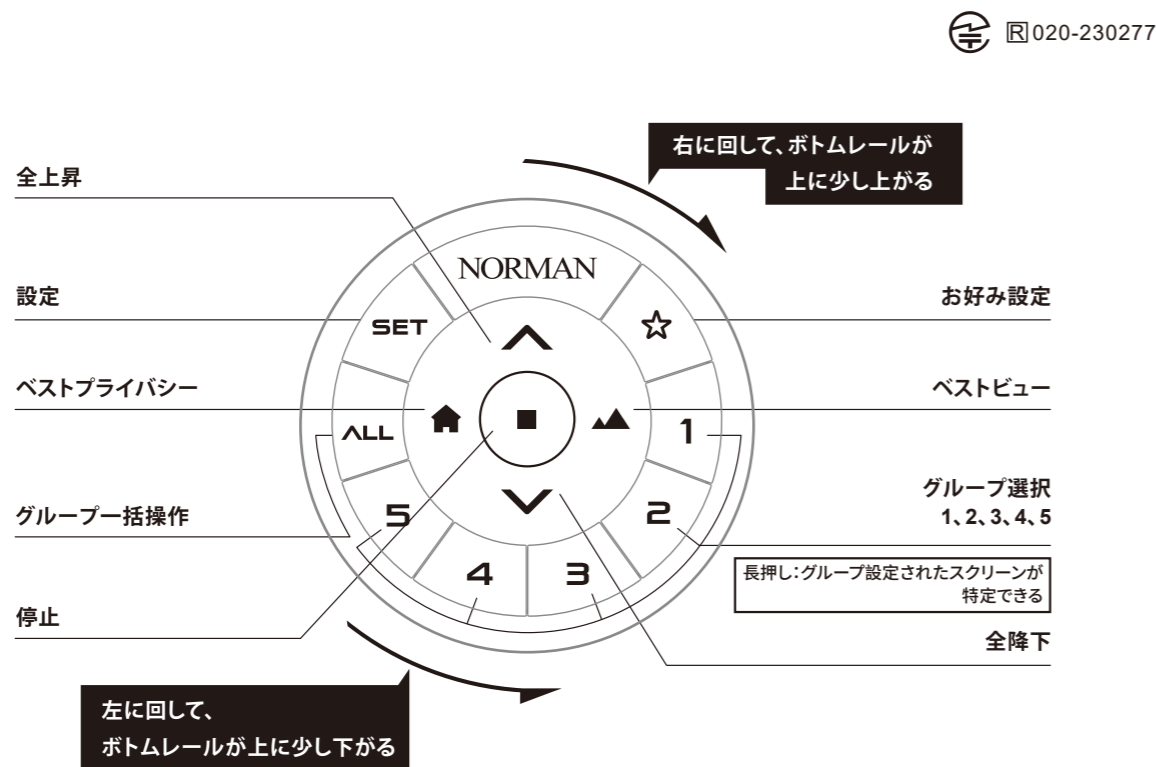 R 020-230277
右に回して、ボトムレールが
上に少し上がる
全上昇
NORMAN
設定
SET
お好み設定
ベストプライバシー
ベストビュー
ALL
1
グループ選択
1、2、3、4、5
グループ一括操作
5
2
4
3
長押し：グループ設定されたスクリーンが
特定できる
停止
全降下
左に回して、
ボトムレールが上に少し下がる